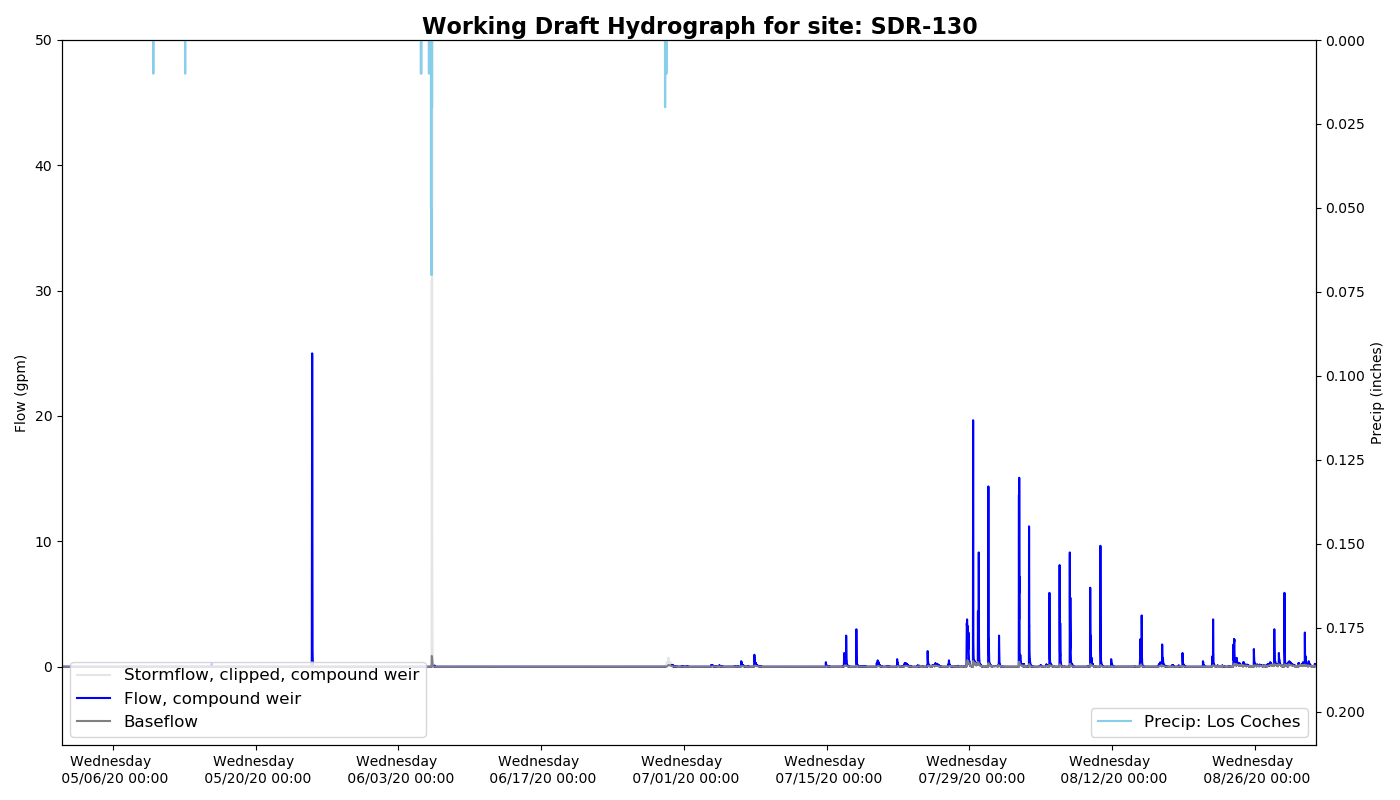 Working Draft Hydrograph for site: SDR-130
50
40
30
20
10
0
Flow (gpm)
0.000
0.025
0.050
0.075
0.100
0.125
0.150
0.175
0.200
Precip (inches)
Stormflow, clipped, compound weir
Flow, compound weir
Baseflow
Precip: Los Coches
Wednesday
05/06/20 00:00
Wednesday
05/20/20 00:00
Wednesday
06/03/20 00:00
Wednesday
06/17/20 00:00
Wednesday
07/01/20 00:00
Wednesday
07/15/20 00:00
Wednesday
07/29/20 00:00
Wednesday
08/12/20 00:00
Wednesday
08/26/20 00:00